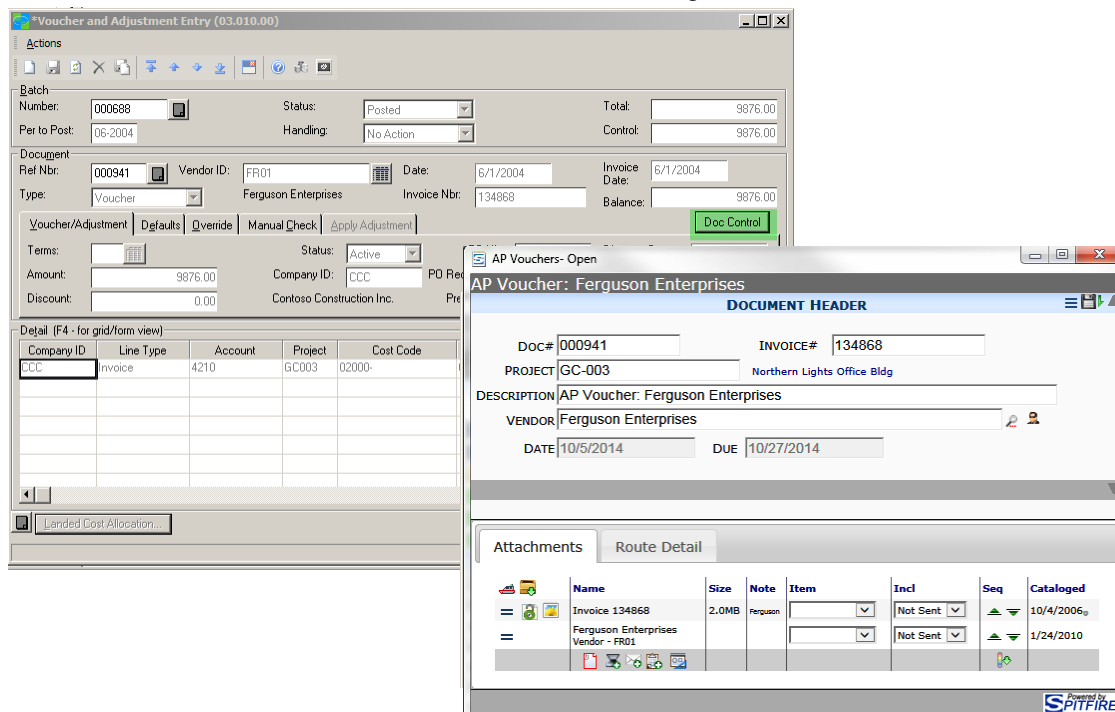 *Voucher and Adjustment Entry (03.010.00)
Actions
Batch
Number: 000688 Status: Posted Total: 9876.00
Per to Post: 06-2004 Handling: No Action Control: 9876.00
Document
Ref Nbr: 000941 Vendor ID: FR01 Date: 6/1/2004 Invoice Date: 6/1/2004
Type: Voucher Ferguson Enterprises Invoice Nbr: 134868 Balance: 9876.00
Voucher/Adjustment Defaults Override Manual Check Apply Adjustment Doc Control
Terms: Status: Active
Amount: 9876.00 Company ID: CCC PO Rec
Discount: 0.00 Contoso Construction Inc. Pre
Detail (F4 - for grid/form view)
Company ID Line Type Account Project Cost Code
CCC Invoice 4210 GC003 02000-
Landed Cost Allocation...
AP Vouchers- Open
AP Voucher: Ferguson Enterprises
DOCUMENT HEADER
DOC# 000941 INVOICE# 134868
PROJECT GC-003 Northern Lights Office Bldg
DESCRIPTION AP Voucher: Ferguson Enterprises
VENDOR Ferguson Enterprises
DATE 10/5/2014 DUE 10/27/2014
Attachments Route Detail
Name Size Note Item Incl Seq Cataloged
Invoice 134868 2.0MB Ferguson Not Sent 10/4/2006
Ferguson Enterprises
Vendor - FR01 Not Sent 1/24/2010
Powered by
SPITFIRE